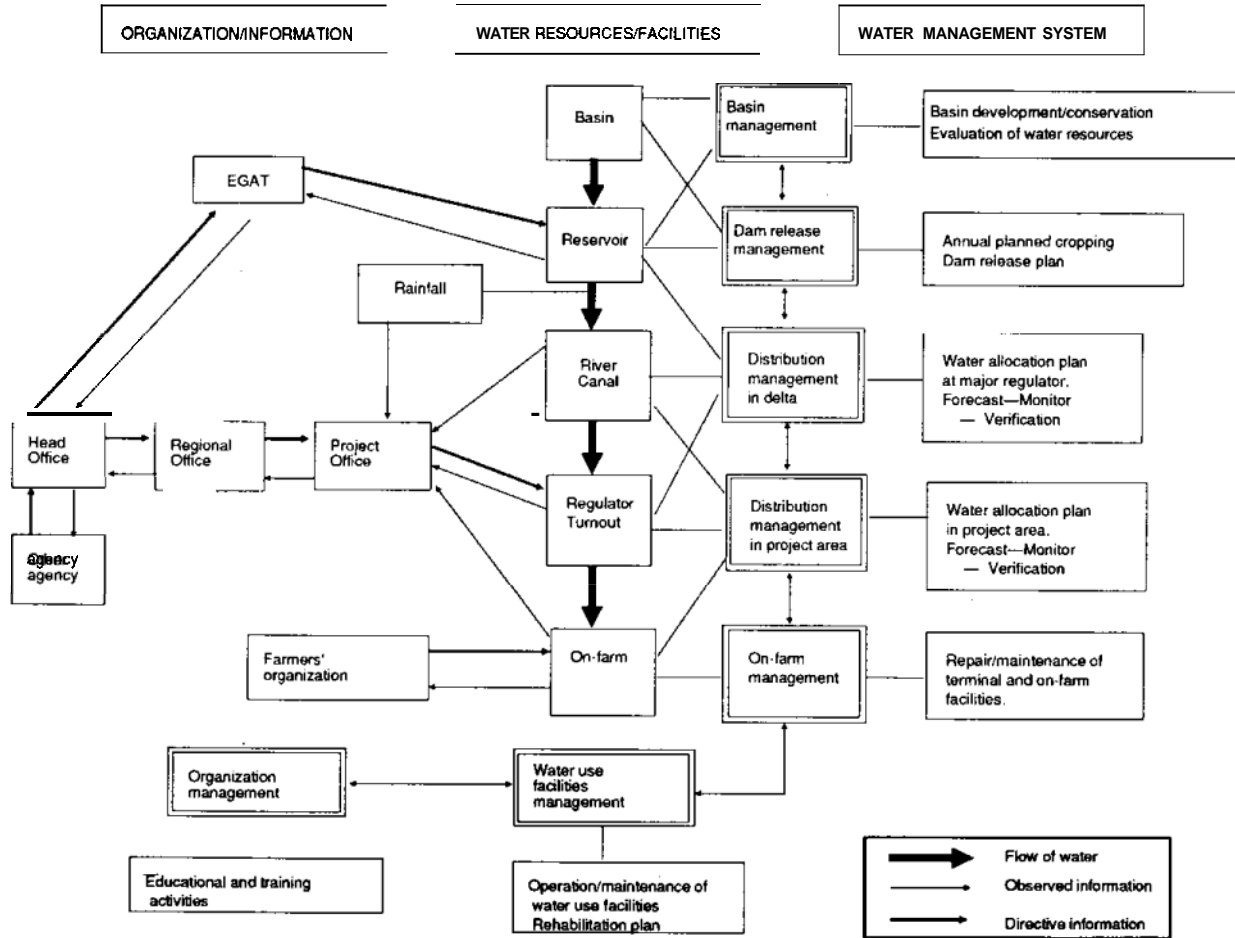 ORGANIZATION/INFORMATION
WATER RESOURCES/FACILITIES
WATER MANAGEMENT SYSTEM
Basin
Basin
management
Basin development/conservation
Evaluation of water resources
EGAT
Reservoir
Dam release
management
Annual planned cropping
Dam release plan
Rainfall
River
Canal
Distribution
management
in delta
Water allocation plan
at major regulator.
Forecast—Monitor
— Verification
Head
Office
Regional
Office
Project
Office
Regulator
Turnout
Distribution
management
in project area
Water allocation plan
in project area.
Forecast—Monitor
— Verification
agency
Farmers'
organization
On-farm
On-farm
management
Repair/maintenance of
terminal and on-farm
facilities.
Organization
management
Water use
facilities
management
Educational and training
activities
Operation/maintenance of
water use facilities
Rehabilitation plan
Flow of water
Observed information
Directive information